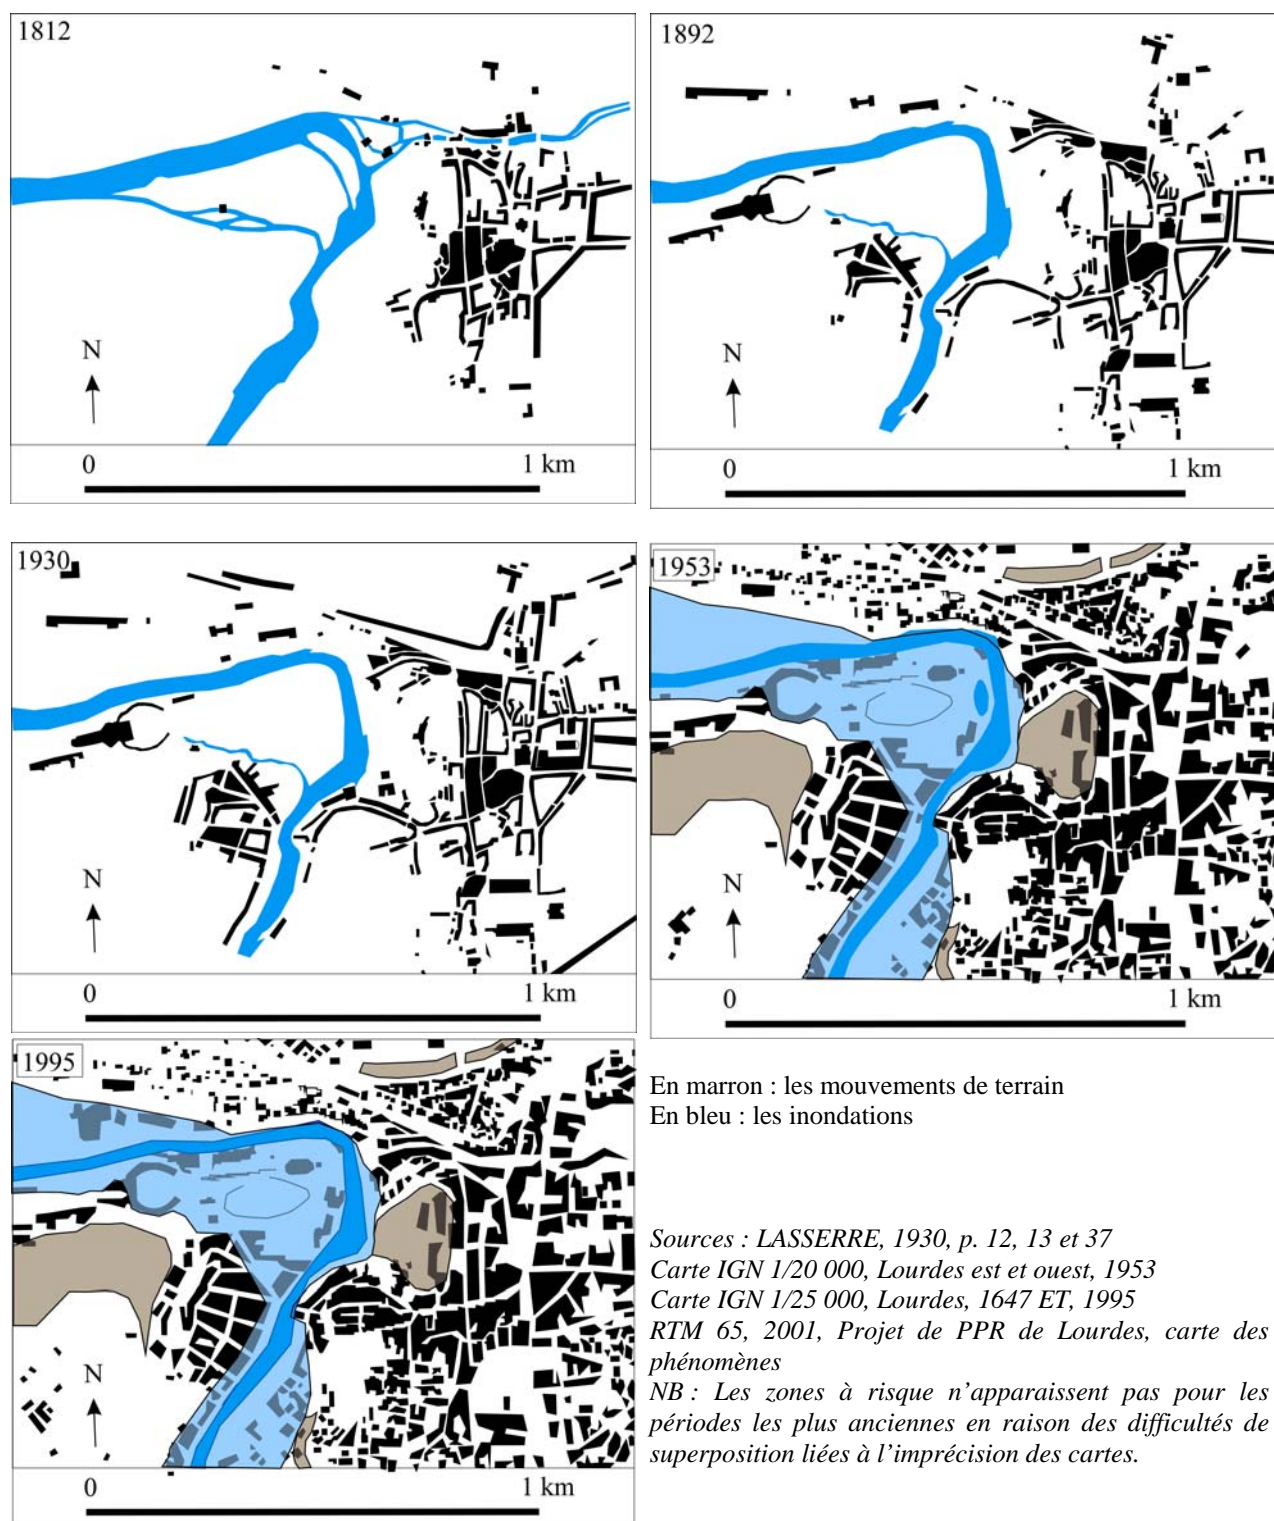 1812
N
0 1 km
1892
N
0 1 km
1930
N
0 1 km
1953
N
0 1 km
1995
N
0 1 km
En marron : les mouvements de terrain
En bleu : les inondations
Sources : LASSERRE, 1930, p. 12, 13 et 37
Carte IGN 1/20 000, Lourdes est et ouest, 1953
Carte IGN 1/25 000, Lourdes, 1647 ET, 1995
RTM 65, 2001, Projet de PPR de Lourdes, carte des
phénomènes
NB : Les zones à risque n’apparaissent pas pour les
périodes les plus anciennes en raison des difficultés de
superposition liées à l’imprécision des cartes.